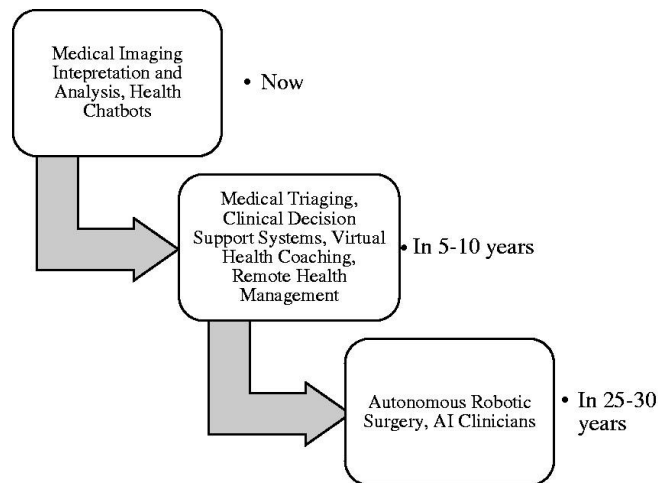 Medical Imaging
Intepretation and
Analysis, Health
Chatbots
• Now
Medical Triaging,
Clinical Decision
Support Systems, Virtual
Health Coaching,
Remote Health
Management
• In 5-10 years
Autonomous Robotic
Surgery, AI Clinicians
• In 25-30
years